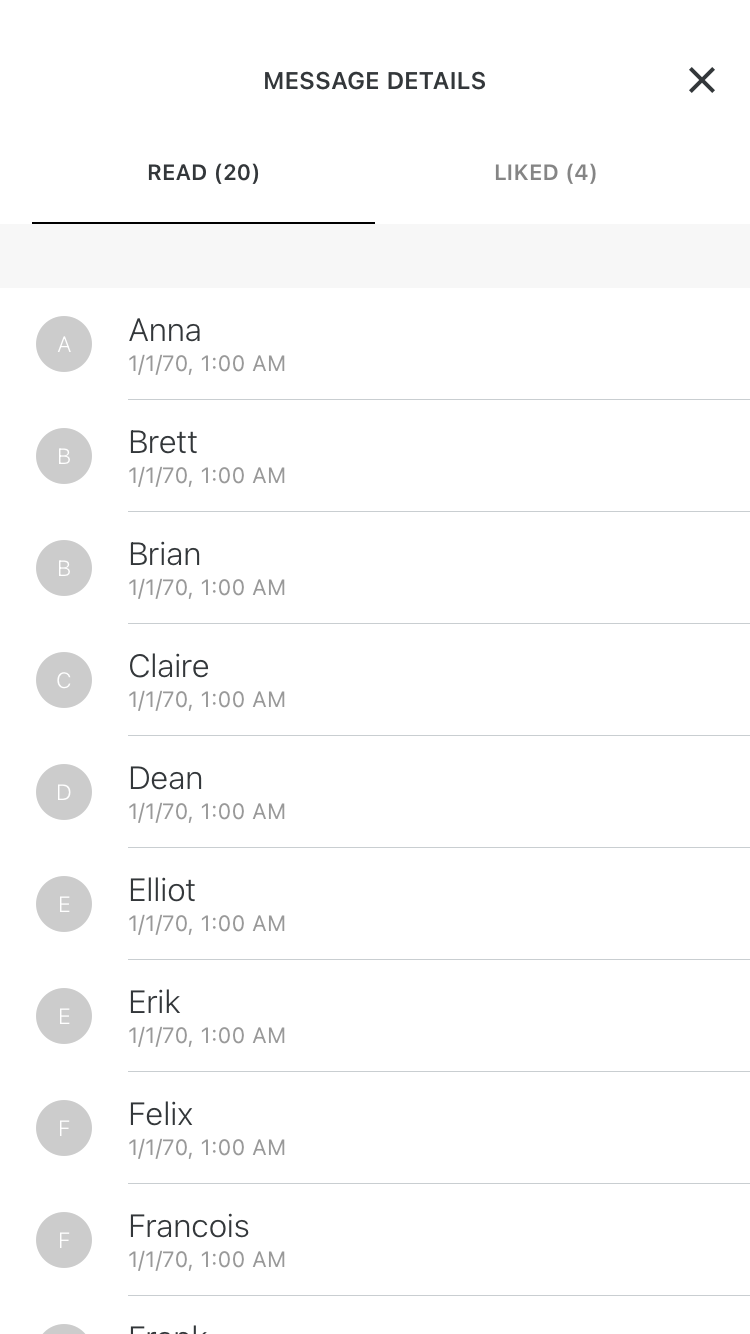 MESSAGE DETAILS
READ (20)
LIKED (4)
A
Anna
1/1/70, 1:00 AM
B
Brett
1/1/70, 1:00 AM
B
Brian
1/1/70, 1:00 AM
C
Claire
1/1/70, 1:00 AM
D
Dean
1/1/70, 1:00 AM
E
Elliot
1/1/70, 1:00 AM
E
Erik
1/1/70, 1:00 AM
F
Felix
1/1/70, 1:00 AM
F
Francois
1/1/70, 1:00 AM
Frank